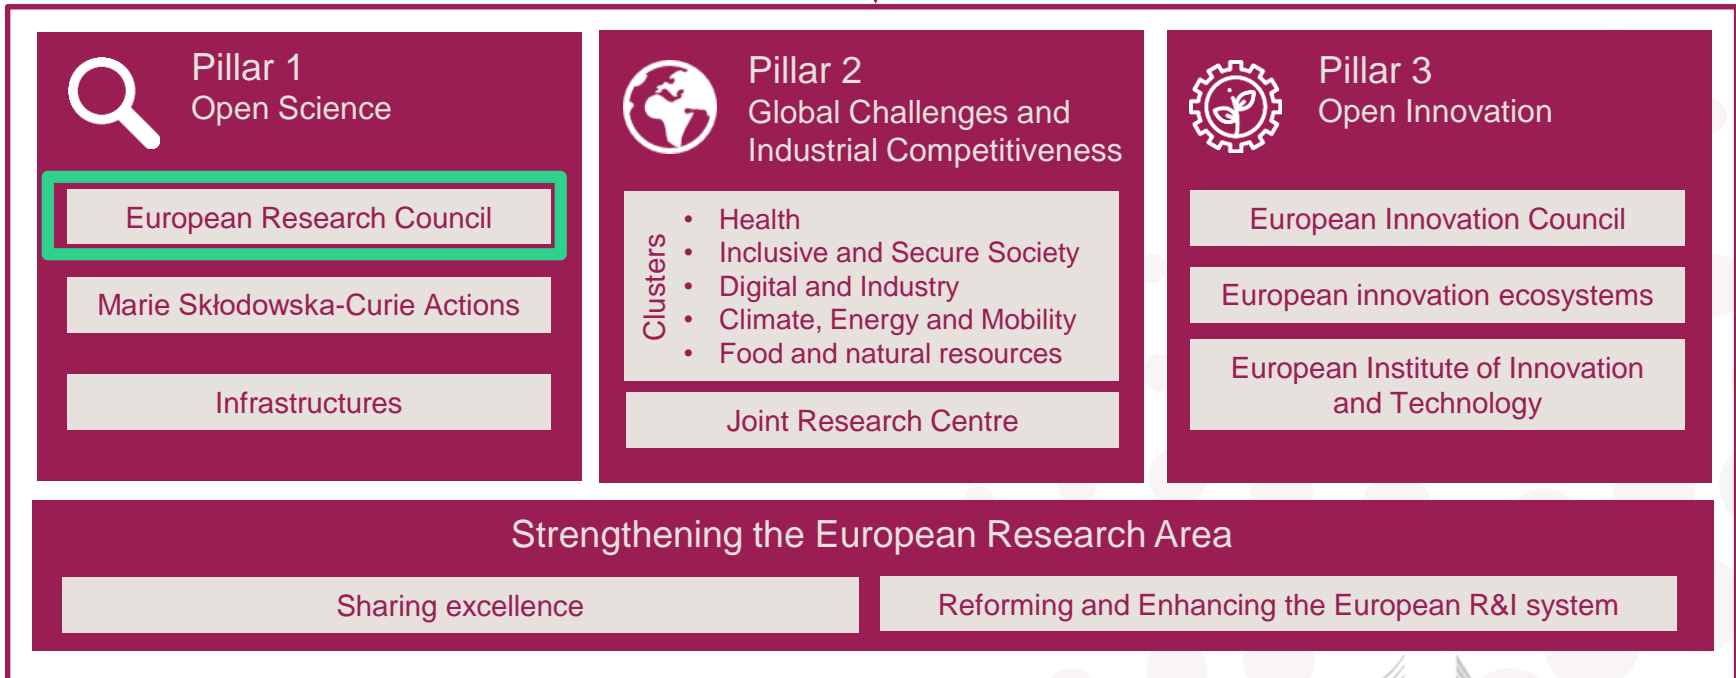 Pillar 1
Open Science
European Research Council
Marie Skłodowska-Curie Actions
Infrastructures
Pillar 2
Global Challenges and
Industrial Competitiveness
Clusters
• Health
• Inclusive and Secure Society
• Digital and Industry
• Climate, Energy and Mobility
• Food and natural resources
Joint Research Centre
Pillar 3
Open Innovation
European Innovation Council
European innovation ecosystems
European Institute of Innovation
and Technology
Strengthening the European Research Area
Sharing excellence
Reforming and Enhancing the European R&I system